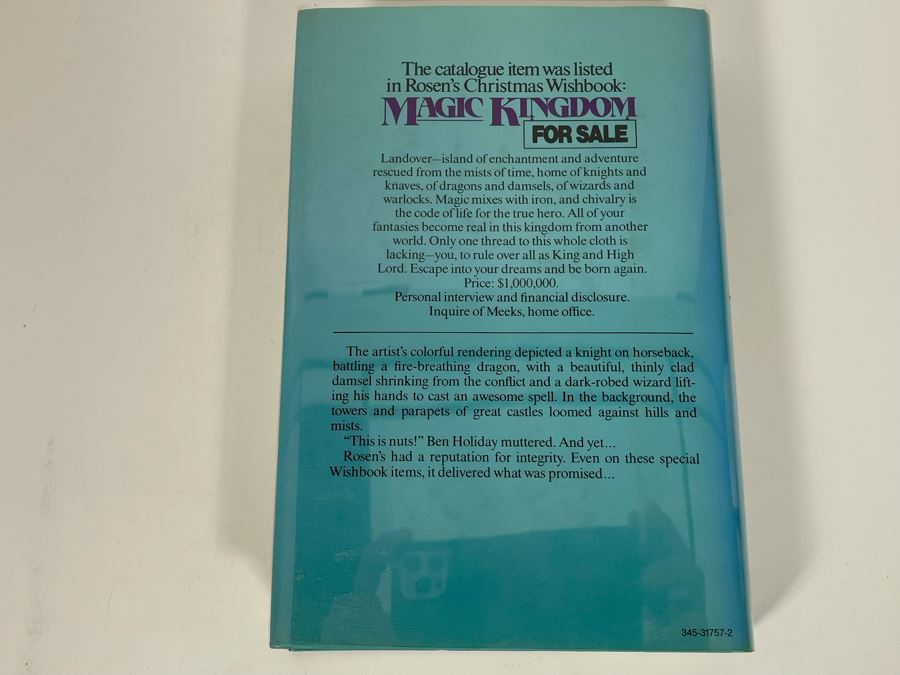 The catalogue item was listed
in Rosen's Christmas Wishbook:
MAGIC KINGDOM
FOR SALE
Landover—island of enchantment and adventure
rescued from the mists of time, home of knights and
knaves, of dragons and damsels, of wizards and
warlocks. Magic mixes with iron, and chivalry is
the code of life for the true hero. All of your
fantasies become real in this kingdom from another
world. Only one thread to this whole cloth is
lacking—you, to rule over all as King and High
Lord. Escape into your dreams and be born again.
Price: $1,000,000.
Personal interview and financial disclosure.
Inquire of Meeks, home office.
The artist's colorful rendering depicted a knight on horseback,
battling a fire-breathing dragon, with a beautiful, thinly clad
damsel shrinking from the conflict and a dark-robed wizard lift-
ing his hands to cast an awesome spell. In the background, the
towers and parapets of great castles loomed against hills and
mists.
"This is nuts!" Ben Holiday muttered. And yet...
Rosen's had a reputation for integrity. Even on these special
Wishbook items, it delivered what was promised...
345-31757-2